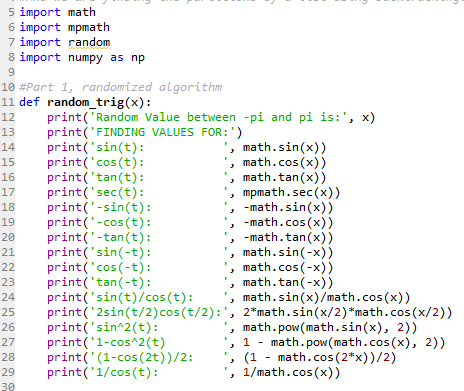 5 import math
6 import mpmath
7 import random
8 import numpy as np
9
10 #Part 1, randomized algorithm
11 def random_trig(x):
12     print('Random Value between -pi and pi is:', x)
13     print('FINDING VALUES FOR:')
14     print('sin(t):           ', math.sin(x))
15     print('cos(t):           ', math.cos(x))
16     print('tan(t):           ', math.tan(x))
17     print('sec(t):           ', mpmath.sec(x))
18     print('-sin(t):          ', -math.sin(x))
19     print('-cos(t):          ', -math.cos(x))
20     print('-tan(t):          ', -math.tan(x))
21     print('sin(-t):          ', math.sin(-x))
22     print('cos(-t):          ', math.cos(-x))
23     print('tan(-t):          ', math.tan(-x))
24     print('sin(t)/cos(t):    ', math.sin(x)/math.cos(x))
25     print('2sin(t/2)cos(t/2):', 2*math.sin(x/2)*math.cos(x/2))
26     print('sin^2(t):         ', math.pow(math.sin(x), 2))
27     print('1-cos^2(t)        ', 1 - math.pow(math.cos(x), 2))
28     print('(1-cos(2t))/2:    ', (1 - math.cos(2*x))/2)
29     print('1/cos(t):         ', 1/math.cos(x))
30